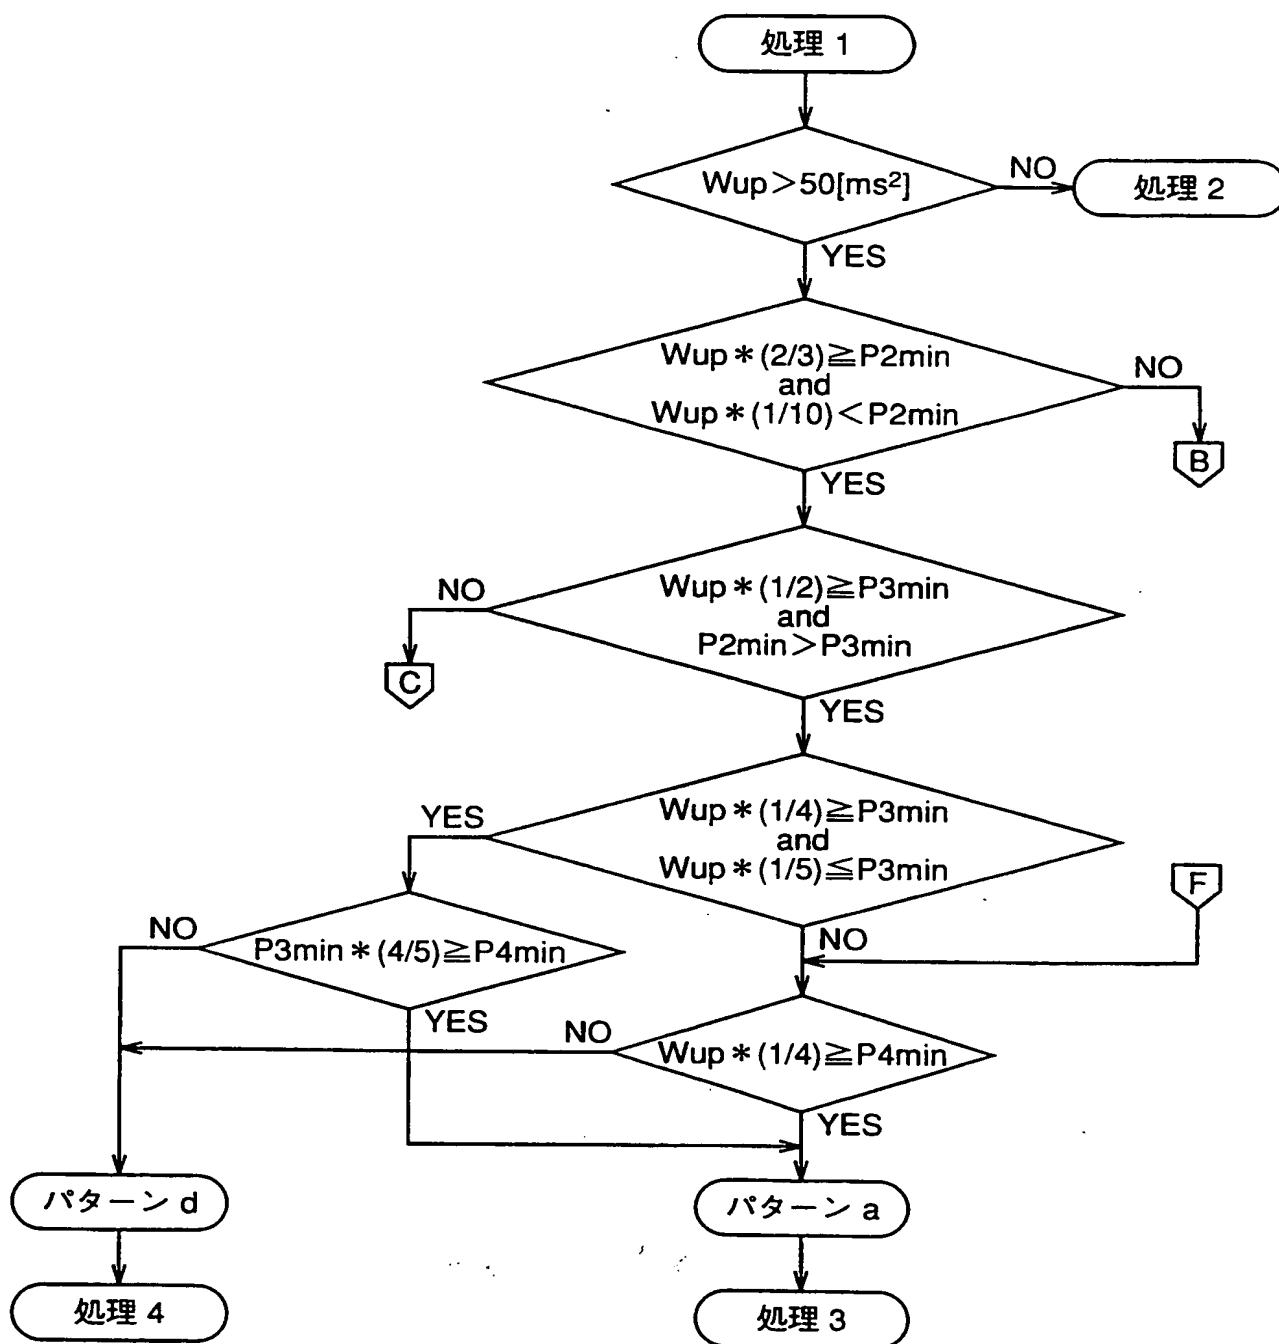 処理 1
Wup＞50[ms²]
NO
処理 2
YES
Wup＊(2/3)≧P2min
and
Wup＊(1/10)＜P2min
NO
B
YES
Wup＊(1/2)≧P3min
and
P2min＞P3min
NO
C
YES
Wup＊(1/4)≧P3min
and
Wup＊(1/5)≦P3min
YES
F
NO
P3min＊(4/5)≧P4min
NO
YES
NO
Wup＊(1/4)≧P4min
YES
パターン d
パターン a
処理 4
処理 3